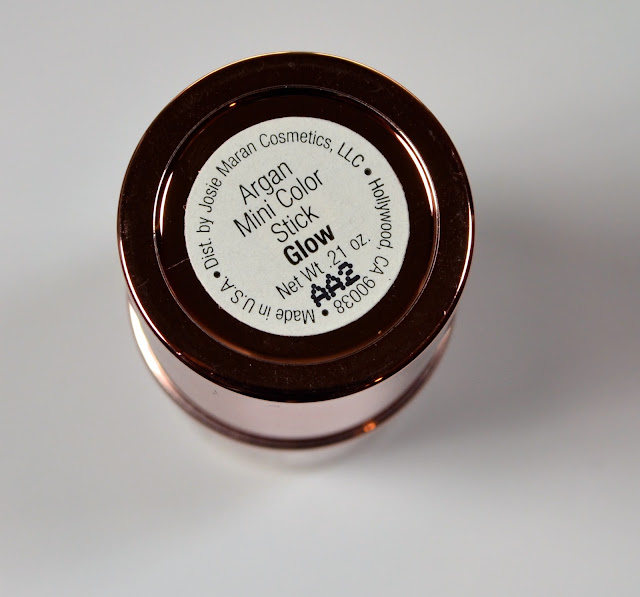 Argan
Mini Color
Stick
Glow
Net Wt .21 oz.
AA2
• Dist. by Josie Maran Cosmetics, LLC • Hollywood, CA 90038 • Made in U.S.A.